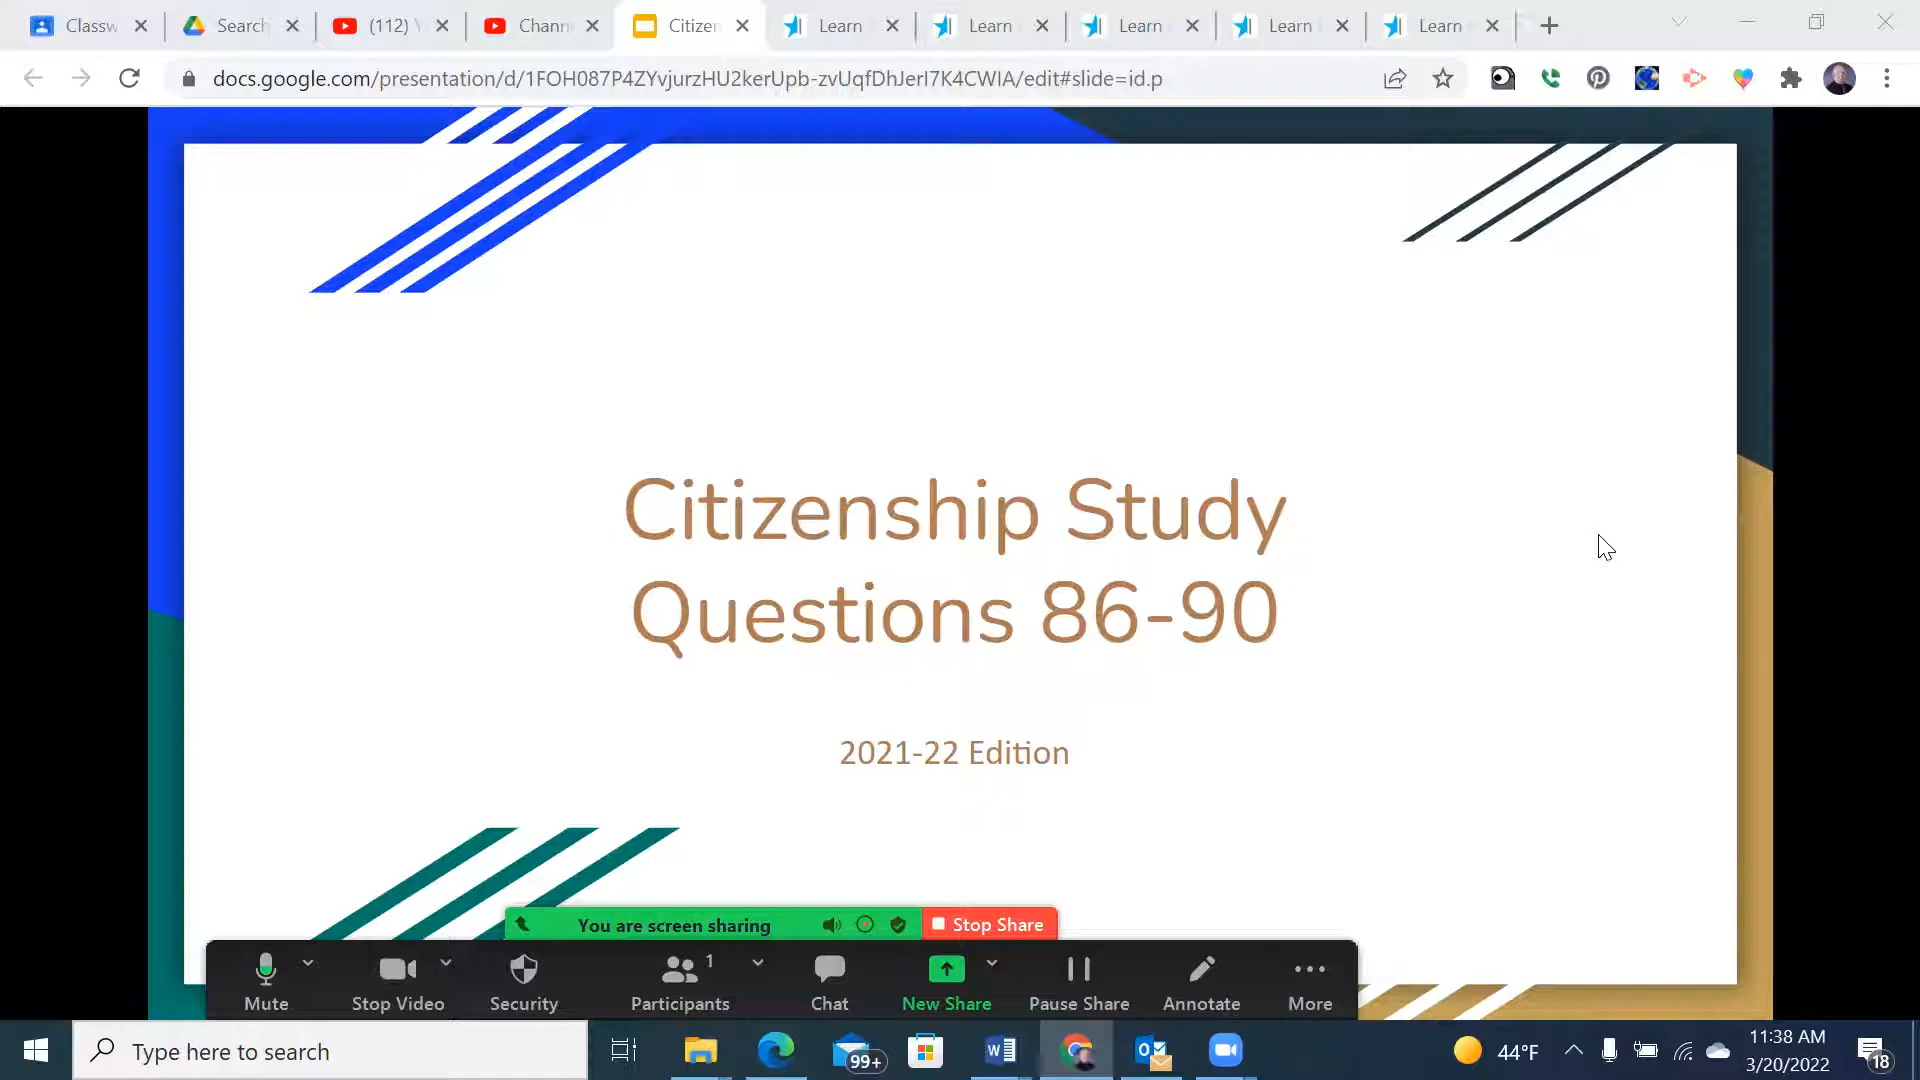 Classw
Search
(112)
Chann
Citizen
Learn
Learn
Learn
Learn
Learn
docs.google.com/presentation/d/1FOH087P4ZYvjurzHU2kerUpb-zvUqfDhJerI7K4CWIA/edit#slide=id.p
Citizenship Study
Questions 86-90
2021-22 Edition
You are screen sharing
Stop Share
1
Mute
Stop Video
Security
Participants
Chat
New Share
Pause Share
Annotate
More
Type here to search
99+
44°F
11:38 AM
3/20/2022
18